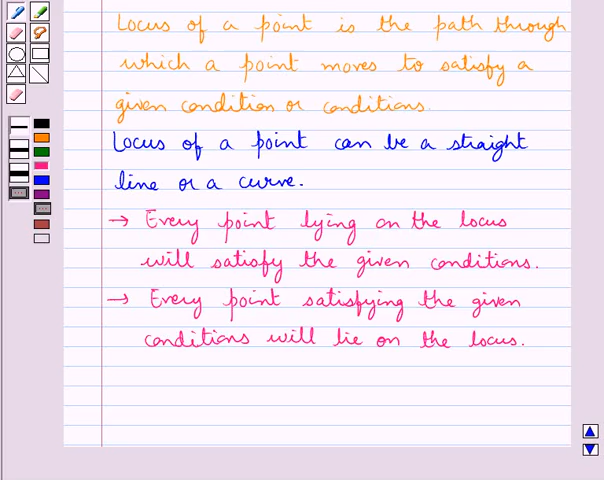 Locus of a point is the path through
which a point moves to satisfy a
given condition or conditions.
Locus of a point can be a straight
line or a curve.
→ Every point lying on the locus
will satisfy the given conditions.
→ Every point satisfying the given
conditions will lie on the locus.